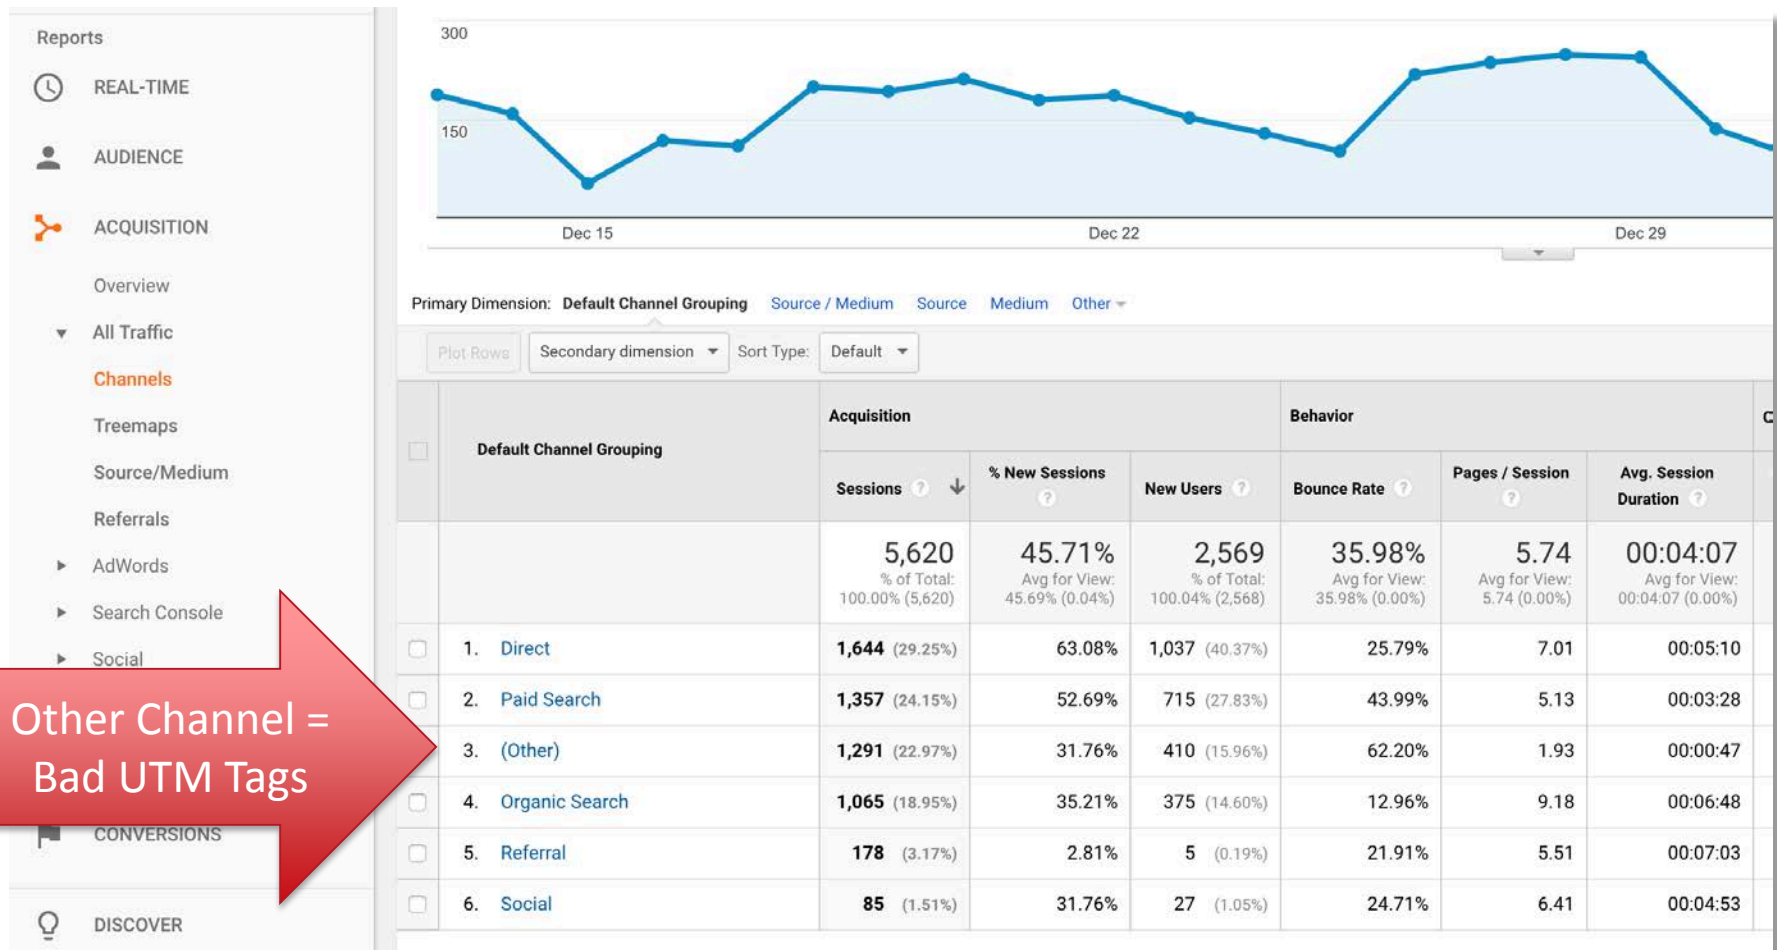 Reports
REAL-TIME
AUDIENCE
ACQUISITION
Overview
All Traffic
Channels
Treemaps
Source/Medium
Referrals
AdWords
Search Console
Social
Other Channel =
Bad UTM Tags
CONVERSIONS
DISCOVER
300
150
Dec 15 Dec 22 Dec 29
Primary Dimension: Default Channel Grouping Source / Medium Source Medium Other
Plot Rows Secondary dimension Sort Type: Default
Acquisition Behavior C
Default Channel Grouping
Sessions ? % New Sessions ? New Users ? Bounce Rate ? Pages / Session ? Avg. Session Duration ?
5,620 45.71% 2,569 35.98% 5.74 00:04:07
% of Total: Avg for View: % of Total: Avg for View: Avg for View: Avg for View:
100.00% (5,620) 45.69% (0.04%) 100.04% (2,568) 35.98% (0.00%) 5.74 (0.00%) 00:04:07 (0.00%)
1. Direct 1,644 (29.25%) 63.08% 1,037 (40.37%) 25.79% 7.01 00:05:10
2. Paid Search 1,357 (24.15%) 52.69% 715 (27.83%) 43.99% 5.13 00:03:28
3. (Other) 1,291 (22.97%) 31.76% 410 (15.96%) 62.20% 1.93 00:00:47
4. Organic Search 1,065 (18.95%) 35.21% 375 (14.60%) 12.96% 9.18 00:06:48
5. Referral 178 (3.17%) 2.81% 5 (0.19%) 21.91% 5.51 00:07:03
6. Social 85 (1.51%) 31.76% 27 (1.05%) 24.71% 6.41 00:04:53